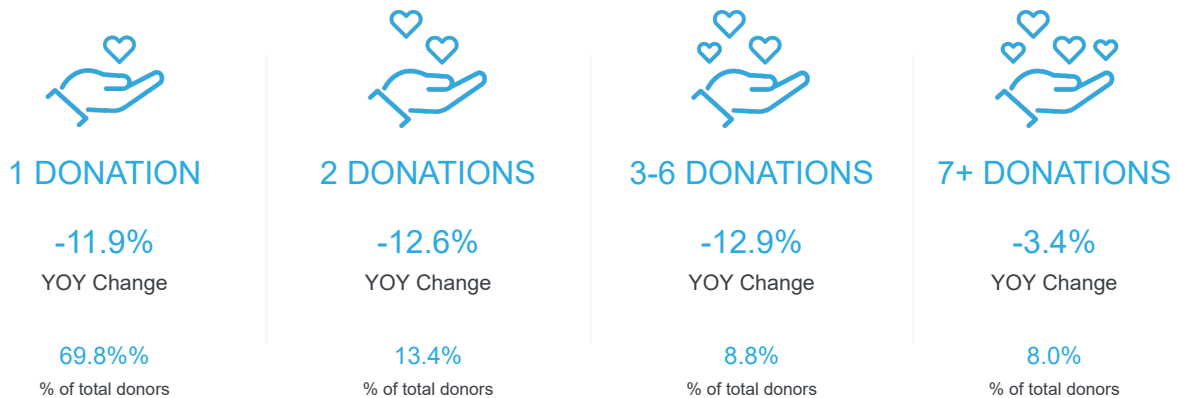 1 DONATION
-11.9%
YOY Change
69.8%%
% of total donors
2 DONATIONS
-12.6%
YOY Change
13.4%
% of total donors
3-6 DONATIONS
-12.9%
YOY Change
8.8%
% of total donors
7+ DONATIONS
-3.4%
YOY Change
8.0%
% of total donors